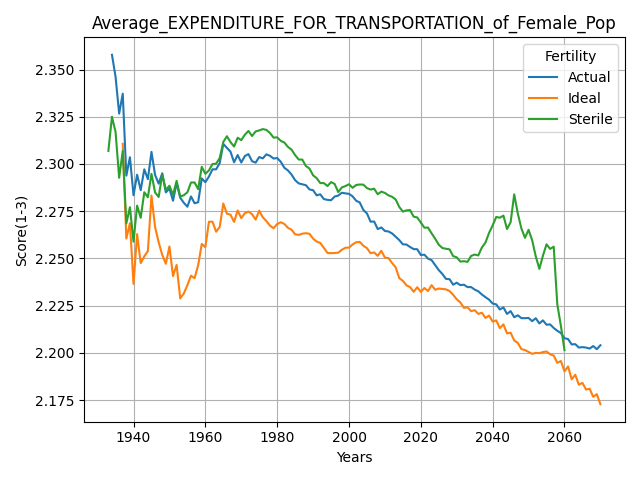 Average_EXPENDITURE_FOR_TRANSPORTATION_of_Female_Pop
Fertility
Actual
Ideal
Sterile
Score(1-3)
2.350
2.325
2.300
2.275
2.250
2.225
2.200
2.175
1940 1960 1980 2000 2020 2040 2060
Years